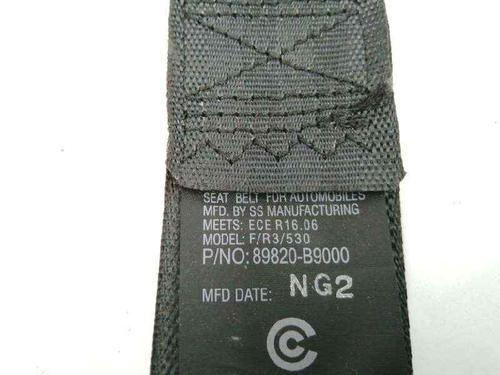 SEAT BELT FOR AUTOMOBILES
MFD. BY SS MANUFACTURING
MEETS: ECE R16.06
MODEL: F/R3/530
P/NO: 89820-B9000
MFD DATE: NG2
C